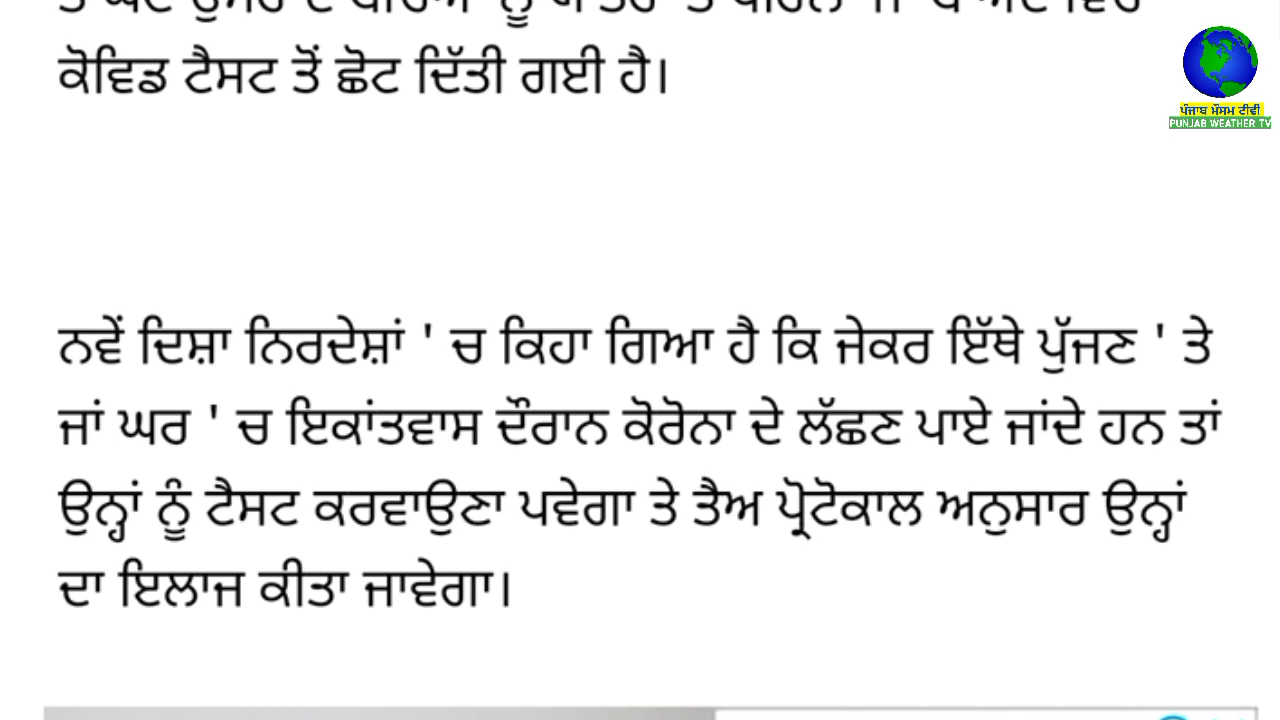 ਕੋਵਿਡ ਟੈਸਟ ਤੋਂ ਛੋਟ ਦਿੱਤੀ ਗਈ ਹੈ।
ਪੰਜਾਬ ਮੌਸਮ ਟੀਵੀ
PUNJAB WEATHER TV
ਨਵੇਂ ਦਿਸ਼ਾ ਨਿਰਦੇਸ਼ਾਂ ' ਚ ਕਿਹਾ ਗਿਆ ਹੈ ਕਿ ਜੇਕਰ ਇੱਥੇ ਪੁੱਜਣ ' ਤੇ
ਜਾਂ ਘਰ ' ਚ ਇਕਾਂਤਵਾਸ ਦੌਰਾਨ ਕੋਰੋਨਾ ਦੇ ਲੱਛਣ ਪਾਏ ਜਾਂਦੇ ਹਨ ਤਾਂ
ਉਨ੍ਹਾਂ ਨੂੰ ਟੈਸਟ ਕਰਵਾਉਣਾ ਪਵੇਗਾ ਤੇ ਤੈਅ ਪ੍ਰੋਟੋਕਾਲ ਅਨੁਸਾਰ ਉਨ੍ਹਾਂ
ਦਾ ਇਲਾਜ ਕੀਤਾ ਜਾਵੇਗਾ।